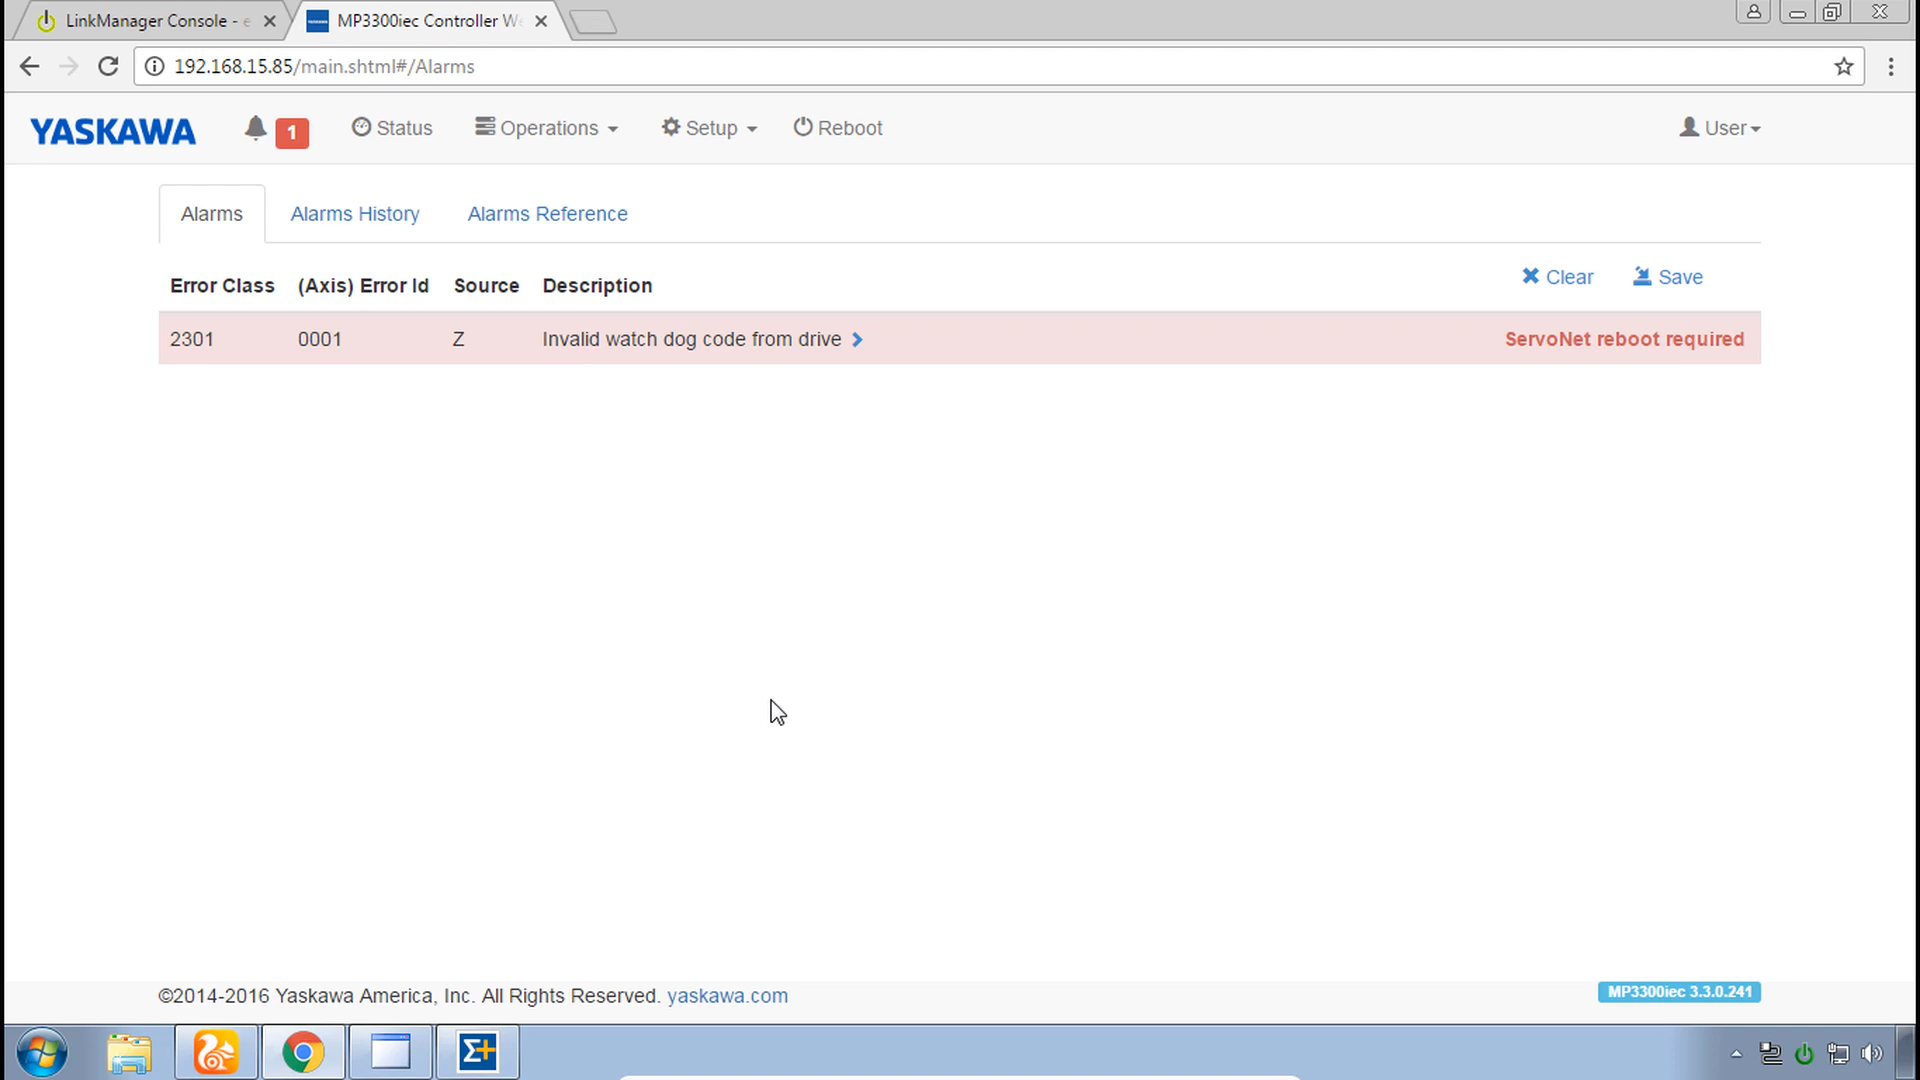 LinkManager Console - e
MP3300iec Controller We
192.168.15.85/main.shtml#/Alarms
YASKAWA 1 Status Operations Setup Reboot User
Alarms Alarms History Alarms Reference
Error Class (Axis) Error Id Source Description Clear Save
2301 0001 Z Invalid watch dog code from drive ServoNet reboot required
©2014-2016 Yaskawa America, Inc. All Rights Reserved. yaskawa.com
MP3300iec 3.3.0.241